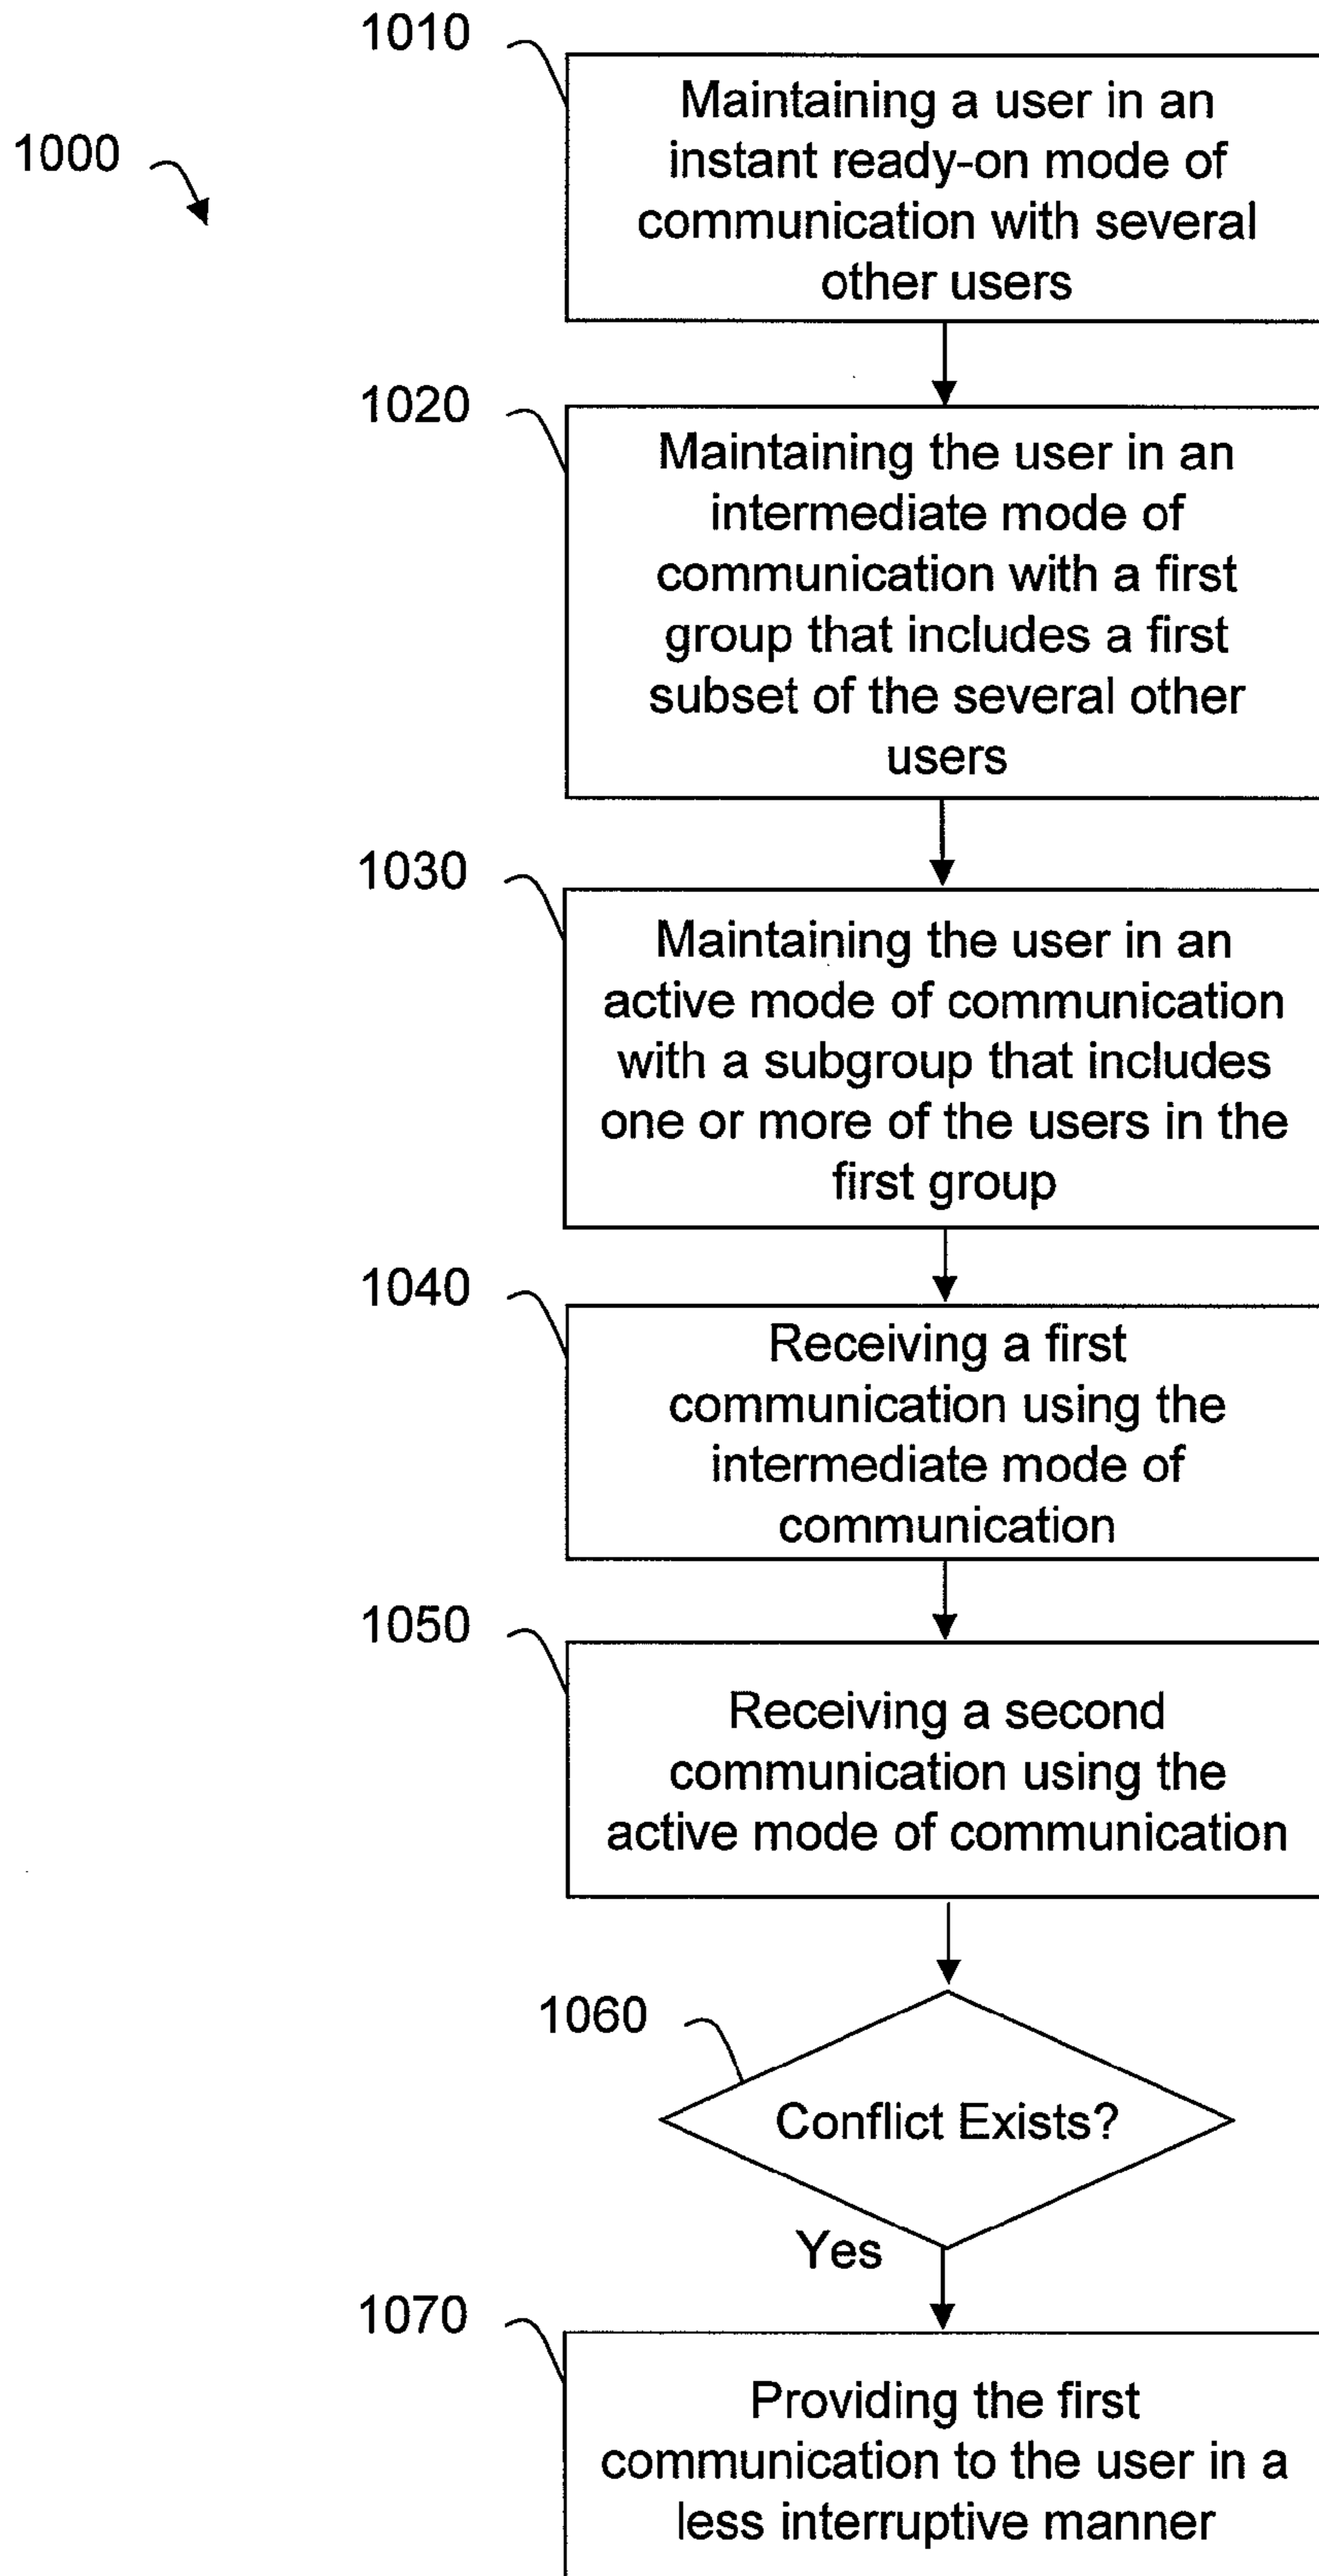 1010
1000
Maintaining a user in an
instant ready-on mode of
communication with several
other users
1020
Maintaining the user in an
intermediate mode of
communication with a first
group that includes a first
subset of the several other
users
1030
Maintaining the user in an
active mode of communication
with a subgroup that includes
one or more of the users in the
first group
1040
Receiving a first
communication using the
intermediate mode of
communication
1050
Receiving a second
communication using the
active mode of communication
1060
Conflict Exists?
Yes
1070
Providing the first
communication to the user in a
less interruptive manner